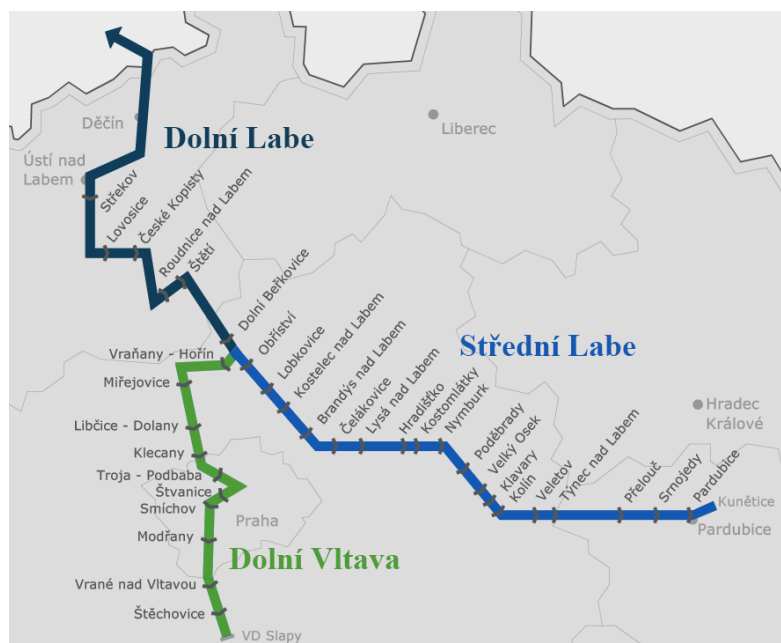 Děčín
Dolní Labe
Liberec
Ústí nad
Labem
Střekov
Lovosice
České Kopisty
Roudnice nad Labem
Štětí
Dolní Beřkovice
Obříství
Lobkovice
Kostelec nad Labem
Brandýs nad Labem
Čelákovice
Lysá nad Labem
Hradišťko
Kostomlátky
Nymburk
Střední Labe
Poděbrady
Velký Osek
Klavary
Kolín
Veletov
Týnec nad Labem
Přelouč
Srnojedy
Pardubice
Hradec
Králové
Kunětice
Pardubice
Vraňany - Hořín
Miřejovice
Libčice - Dolany
Klecany
Troja - Podbaba
Štvanice
Smíchov
Praha
Modřany
Dolní Vltava
Vrané nad Vltavou
Štěchovice
VD Slapy